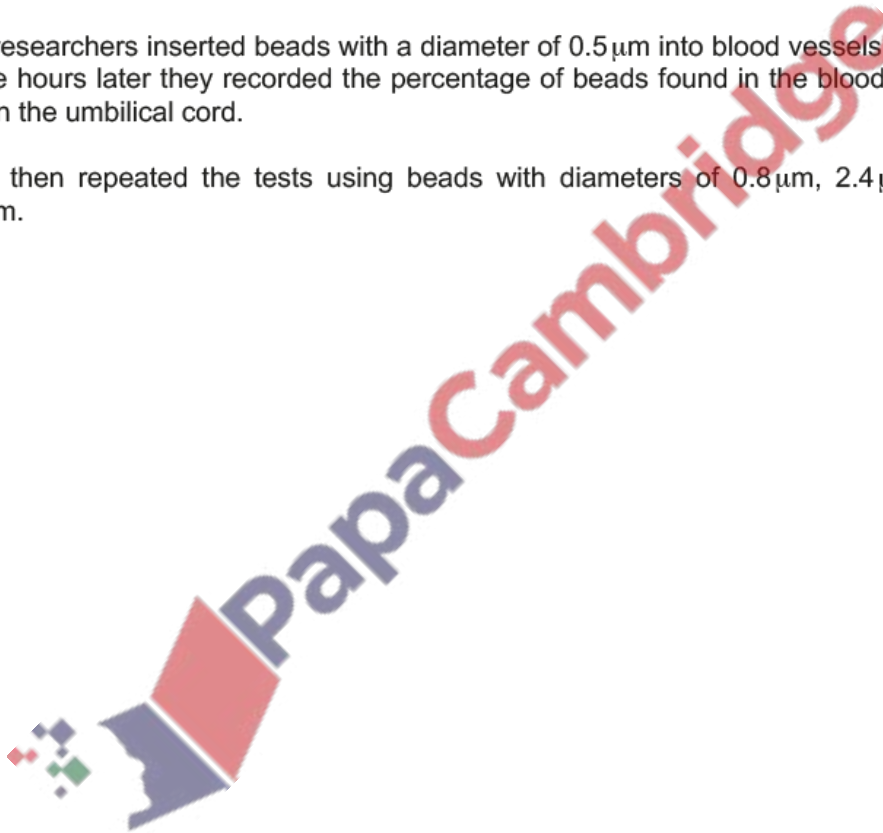 esearchers inserted beads with a diameter of 0.5 µm into blood vessels
e hours later they recorded the percentage of beads found in the blood
n the umbilical cord.
then repeated the tests using beads with diameters of 0.8 µm, 2.4
m.
PapaCambridge